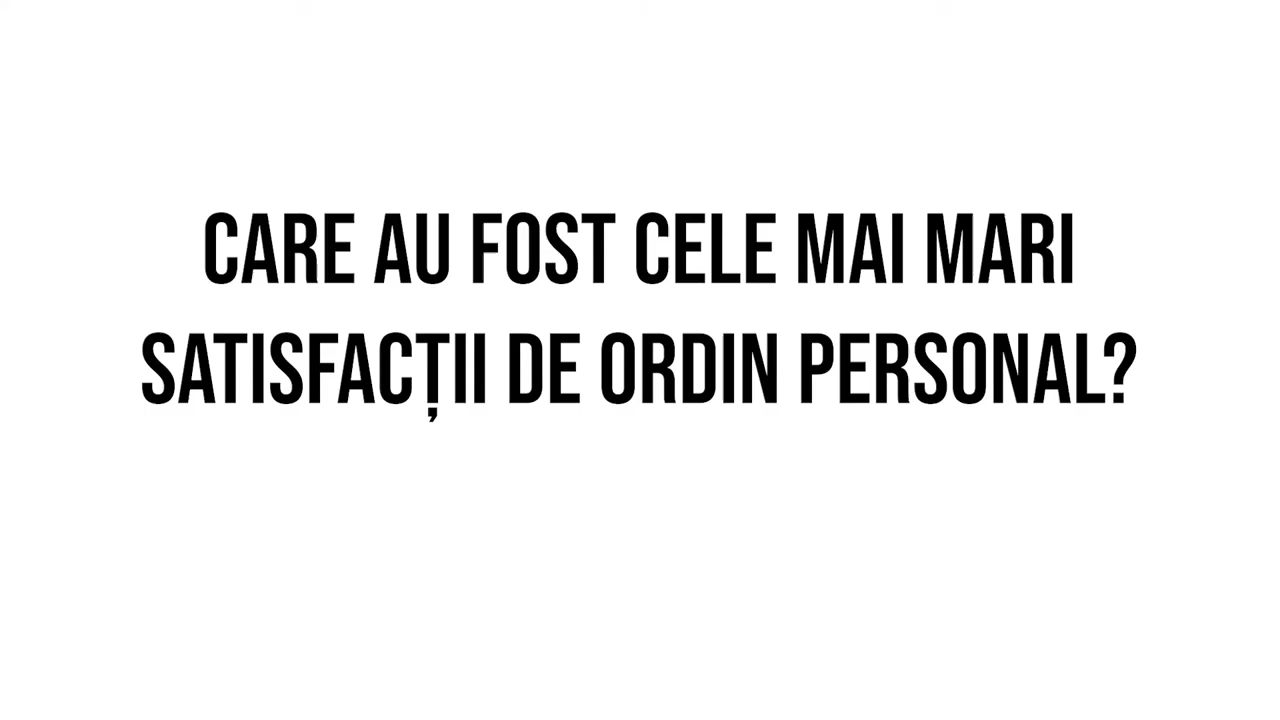 CARE AU FOST CELE MAI MARI
SATISFACȚII DE ORDIN PERSONAL?